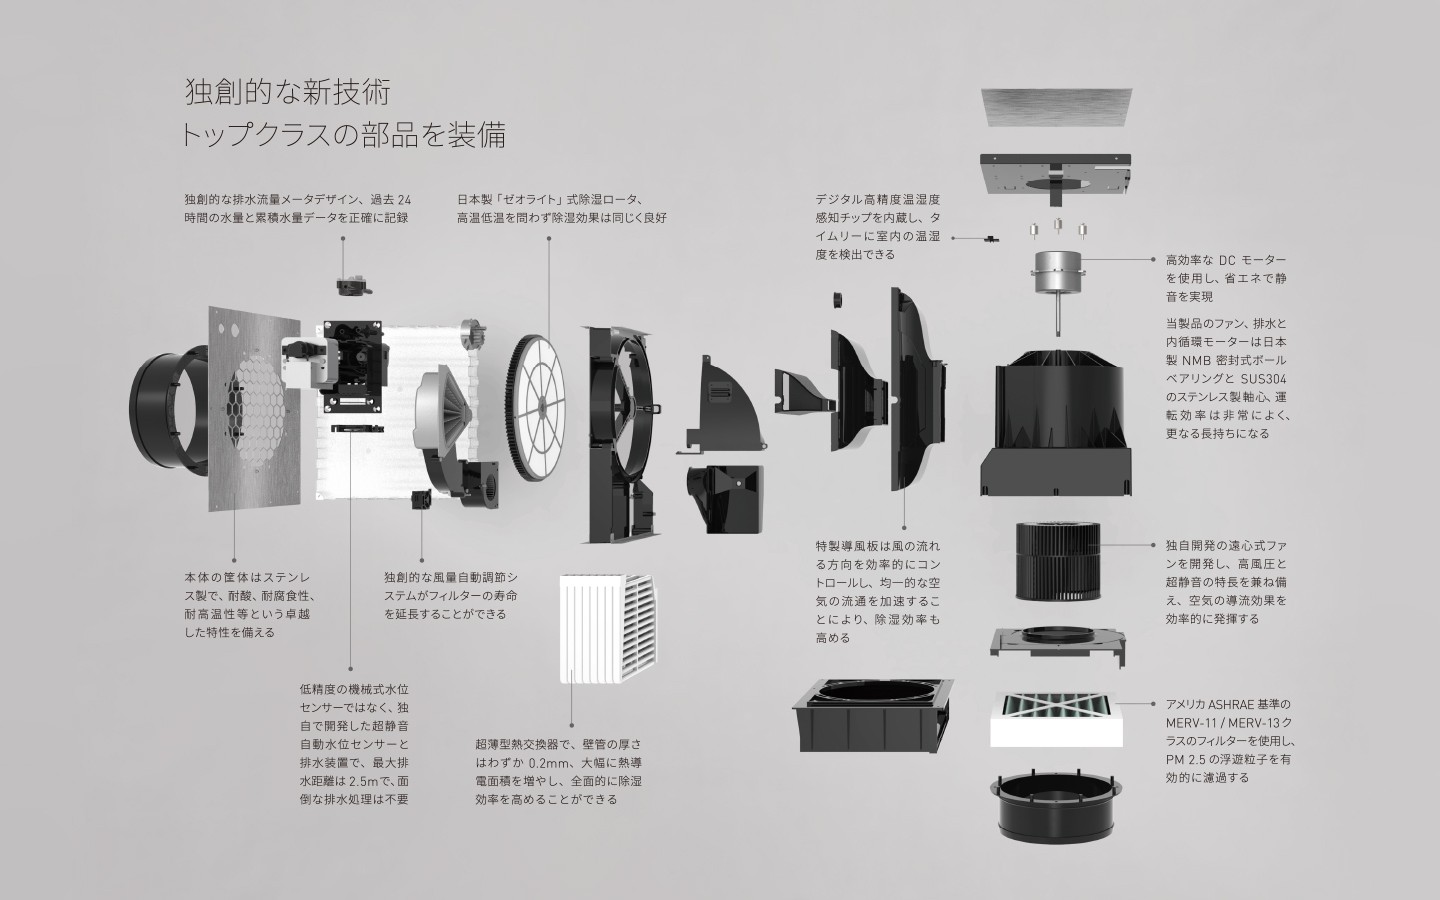 独創的な新技術
トップクラスの部品を装備
独創的な排水流量メータデザイン、過去 24
時間の水量と累積水量データを正確に記録
日本製「ゼオライト」式除湿ロータ、
高温低温を問わず除湿効果は同じく良好
デジタル高精度温湿度
感知チップを内蔵し、タ
イムリーに室内の温湿
度を検出できる
高効率な DC モーター
を使用し、省エネで静
音を実現
当製品のファン、排水と
内循環モーターは日本
製 NMB 密封式ボール
ベアリングと SUS304
のステンレス製軸心、運
転効率は非常によく、
更なる長持ちになる
本体の筐体はステンレ
ス製で、耐酸、耐腐食性、
耐高温性等という卓越
した特性を備える
独創的な風量自動調節シ
ステムがフィルターの寿命
を延長することができる
特製導風板は風の流れ
る方向を効率的にコン
トロールし、均一的な空
気の流通を加速するこ
とにより、除湿効率も
高める
独自開発の遠心式ファ
ンを開発し、高風圧と
超静音の特長を兼ね備
え、空気の導流効果を
効率的に発揮する
低精度の機械式水位
センサーではなく、独
自で開発した超静音
自動水位センサーと
排水装置で、最大排
水距離は 2.5mで、面
倒な排水処理は不要
超薄型熱交換器で、壁管の厚さ
はわずか 0.2mm、大幅に熱導
電面積を増やし、全面的に除湿
効率を高めることができる
アメリカ ASHRAE 基準の
MERV-11 / MERV-13ク
ラスのフィルターを使用し、
PM 2.5 の浮遊粒子を有
効的に濾過する